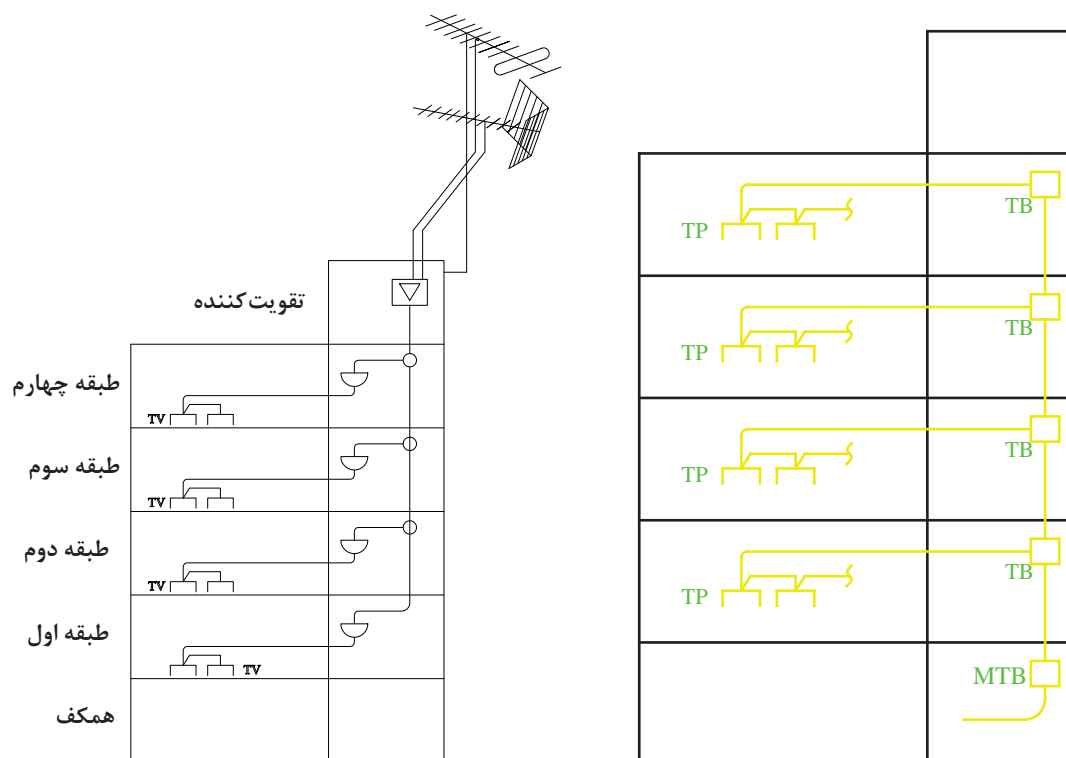 تقویت‌کننده
طبقه چهارم
TV
طبقه سوم
TV
طبقه دوم
TV
طبقه اول
TV
همکف
TB
TP
TB
TP
TB
TP
TB
TP
MTB